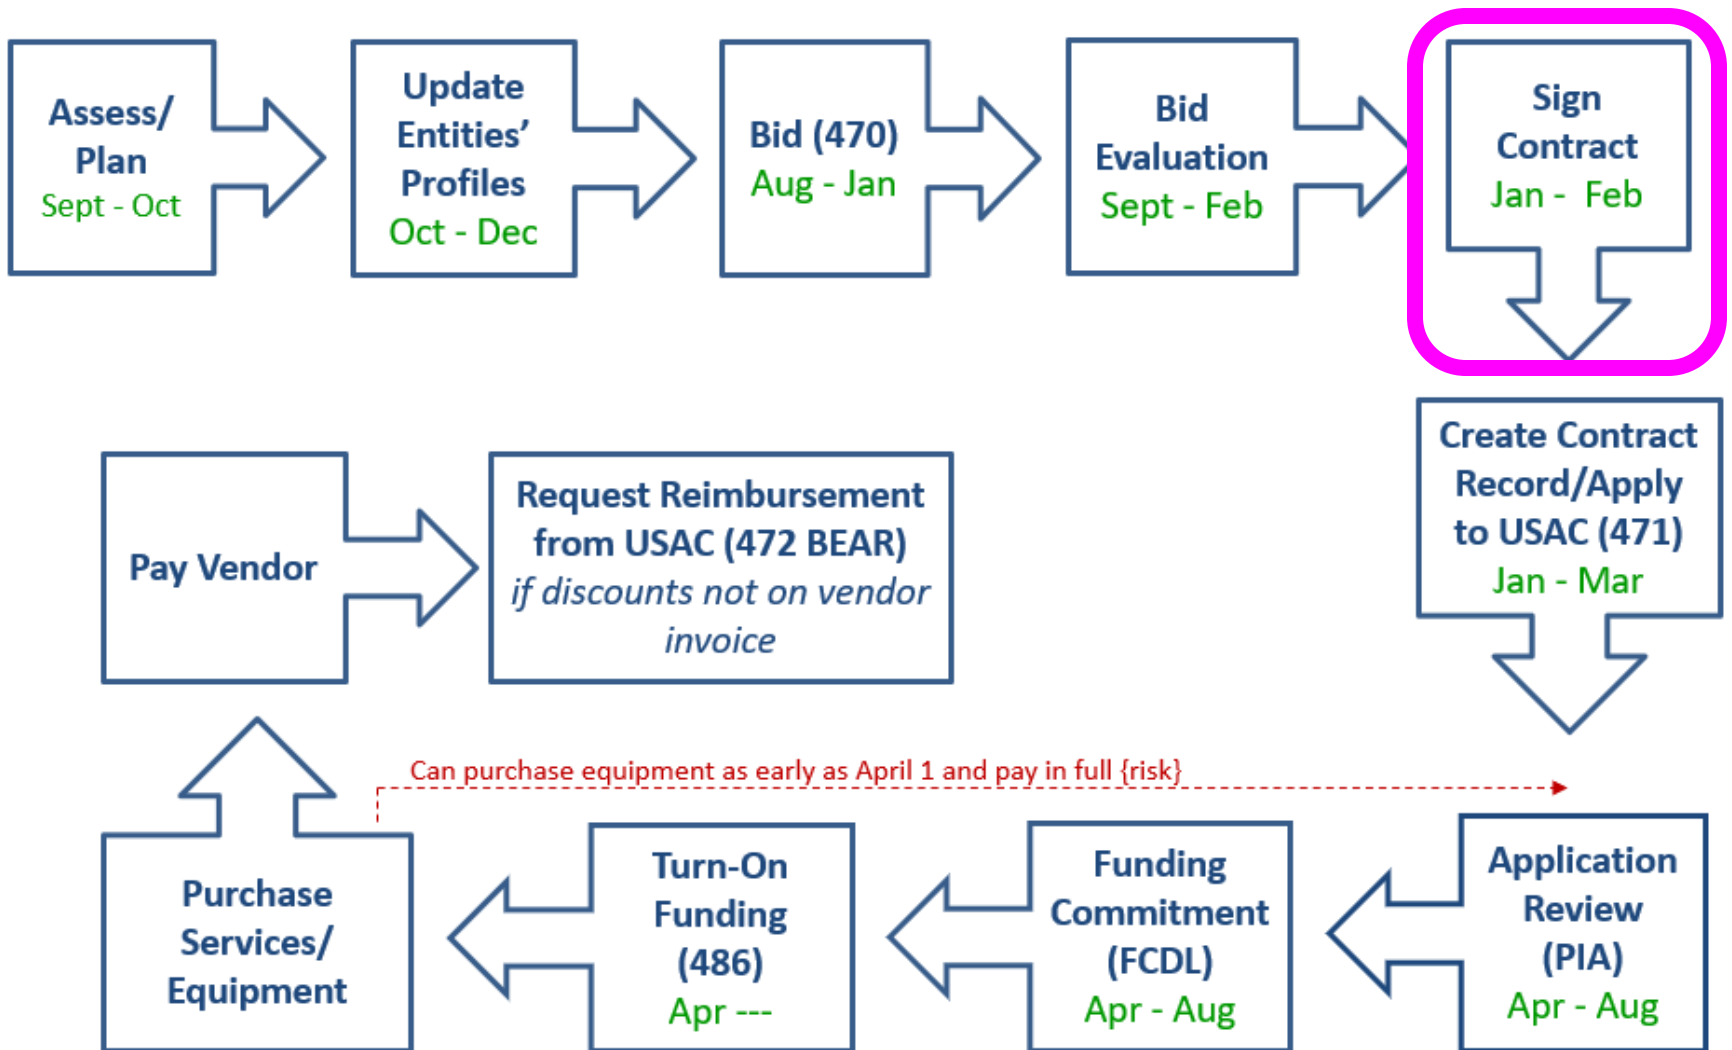 Assess/
Plan
Sept - Oct
Update
Entities’
Profiles
Oct - Dec
Bid (470)
Aug - Jan
Bid
Evaluation
Sept - Feb
Sign
Contract
Jan -  Feb
Create Contract
Record/Apply
to USAC (471)
Jan - Mar
Application
Review
(PIA)
Apr - Aug
Funding
Commitment
(FCDL)
Apr - Aug
Turn-On
Funding
(486)
Apr ---
Can purchase equipment as early as April 1 and pay in full {risk}
Purchase
Services/
Equipment
Pay Vendor
Request Reimbursement
from USAC (472 BEAR)
if discounts not on vendor
invoice